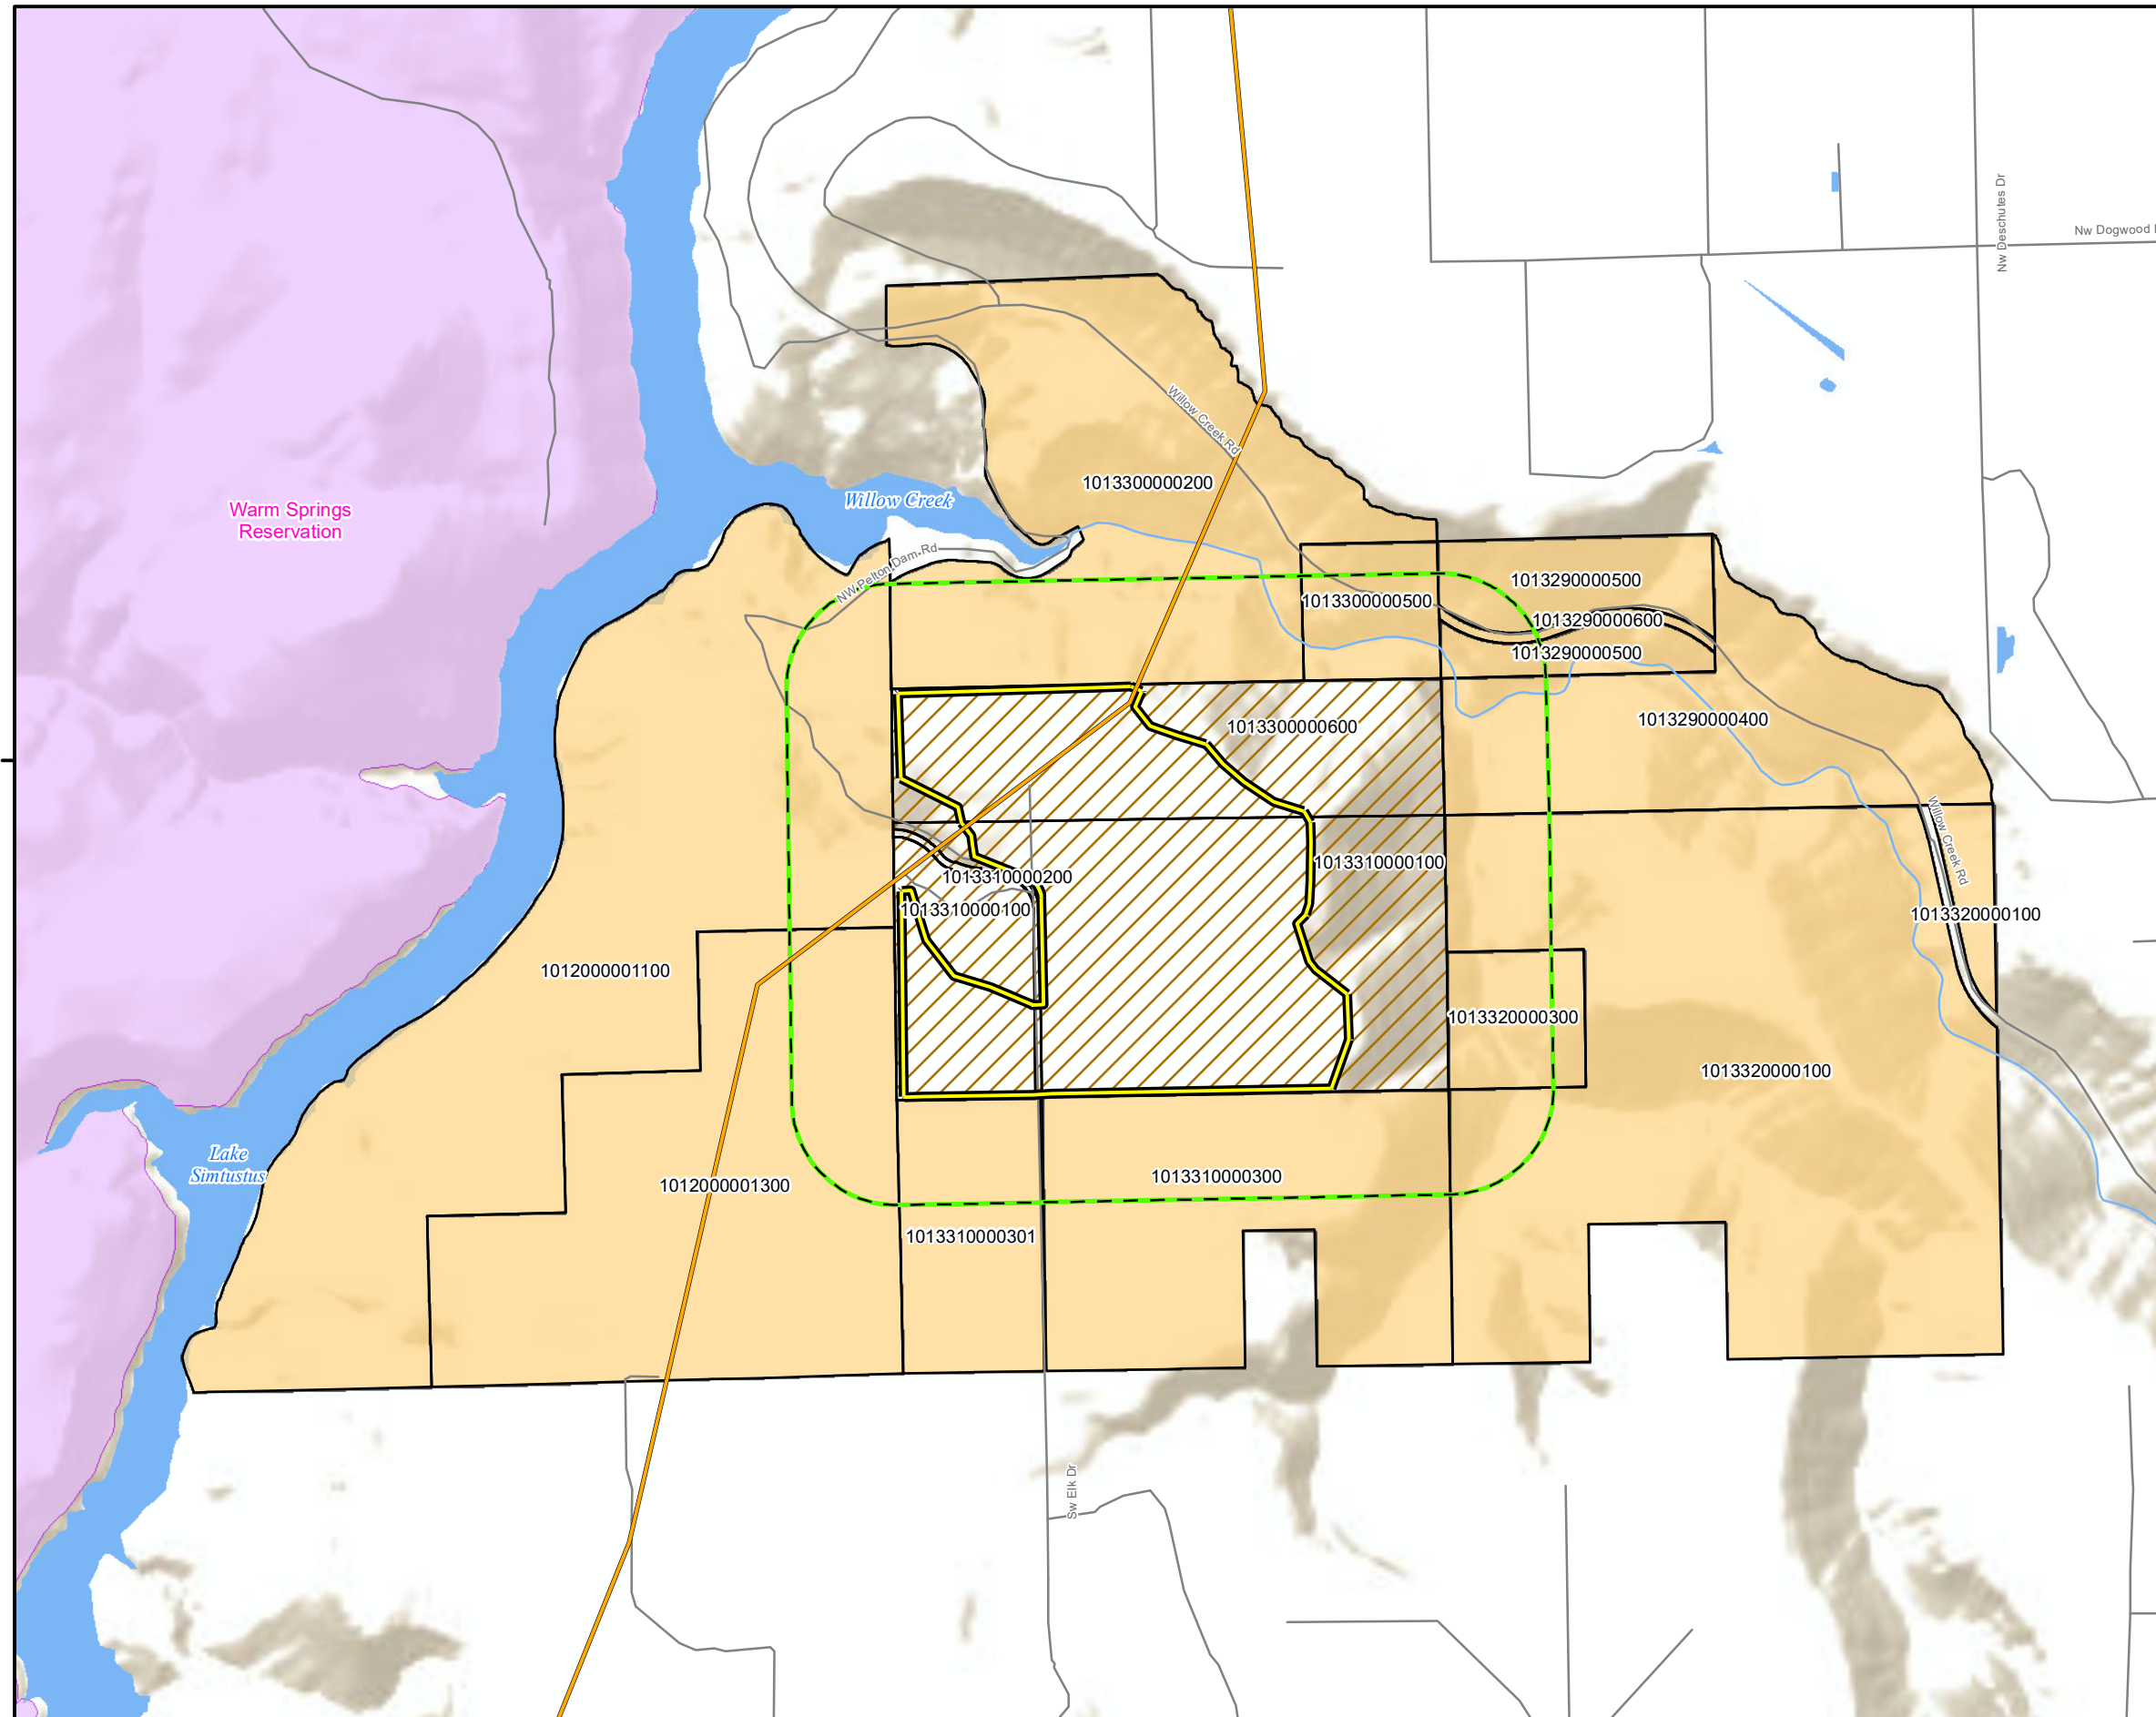 Nw Deschutes Dr
Nw Dogwood
Willow Creek Rd
1013300000200
Willow Creek
Warm Springs
Reservation
NW Pelton Dam Rd
1013290000500
1013300000500
1013290000600
1013290000500
1013290000400
1013300000600
Willow Creek Rd
1013310000100
1013310000200
1013310000100
1013320000100
1012000001100
1013320000300
1013320000100
Lake
Simtustus
1012000001300
1013310000300
1013310000301
Sw Elk Dr